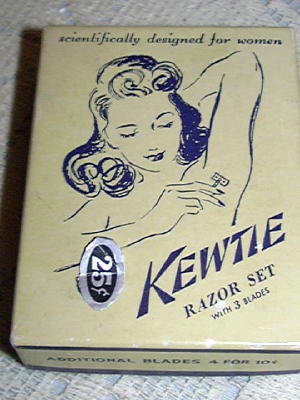 scientifically designed for women
25¢
KEWTIE
RAZOR SET
WITH 3 BLADES
ADDITIONAL BLADES 4 FOR 10¢